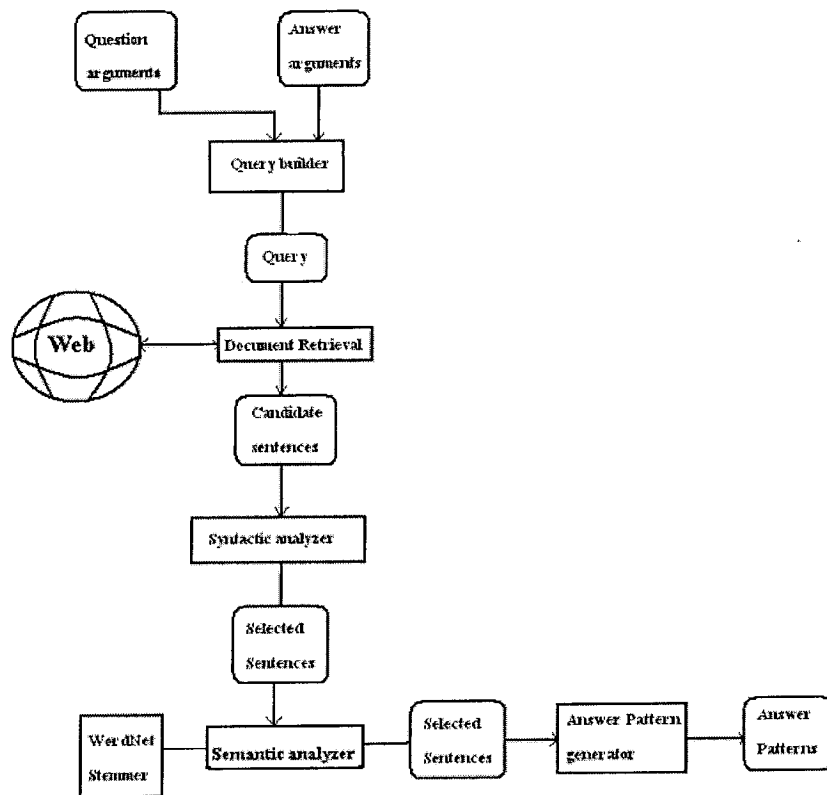 Question
arguments
Answer
arguments
Query builder
Query
Web
Document Retrieval
Candidate
sentences
Syntactic analyzer
Selected
Sentences
WordNet
Stemmer
Semantic analyzer
Selected
Sentences
Answer Pattern
generator
Answer
Patterns